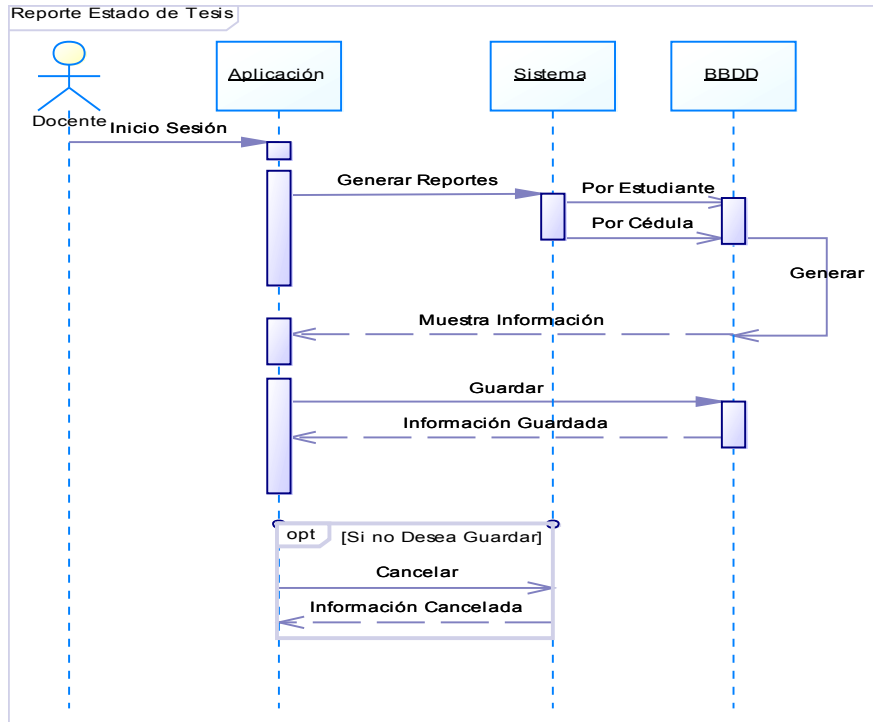 Reporte Estado de Tesis
Aplicación
Sistema
BBDD
Docente
Inicio Sesión
Generar Reportes
Por Estudiante
Por Cédula
Generar
Muestra Información
Guardar
Información Guardada
opt
[Si no Desea Guardar]
Cancelar
Información Cancelada